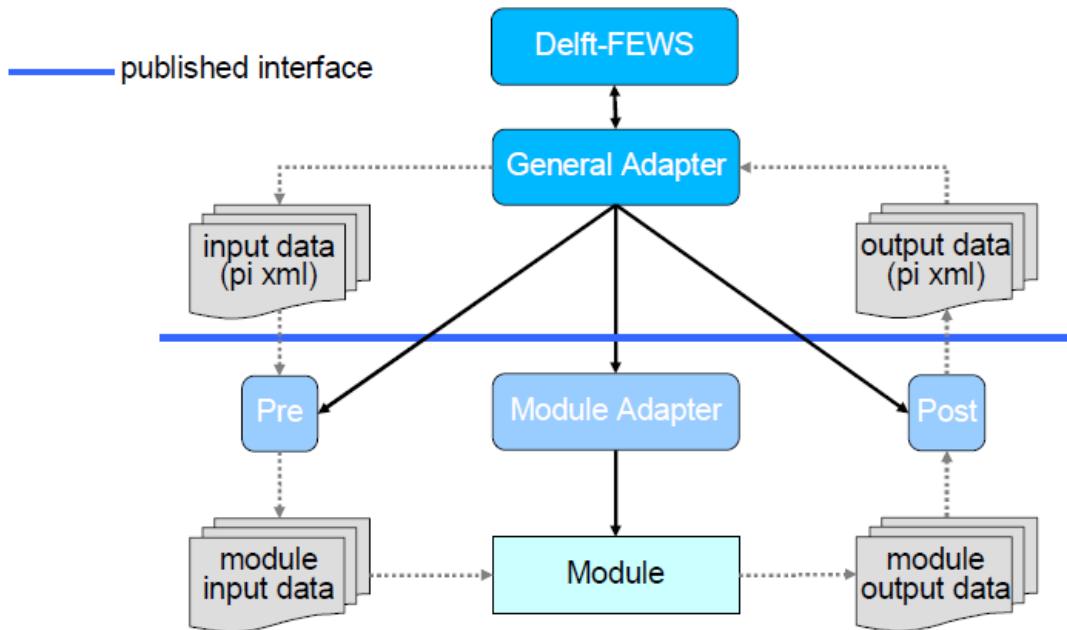 Delft-FEWS
published interface
General Adapter
input data
(pi xml)
output data
(pi xml)
Pre
Module Adapter
Post
module
input data
Module
module
output data